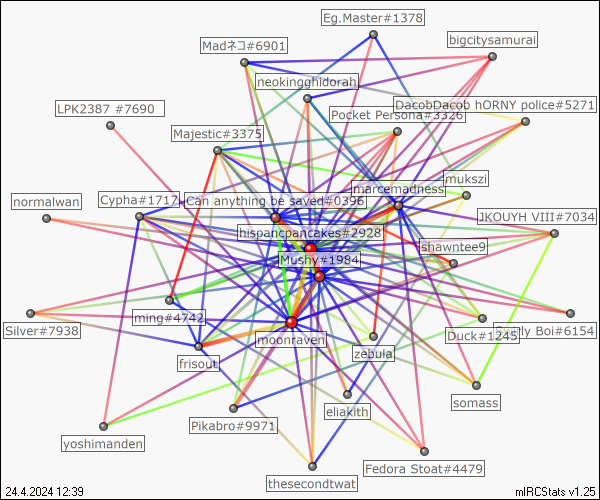 Eg.Master#1378
bigcitysamurai
Madネコ#6901
neokingghidorah
DacobDacob hORNY police#5271
LPK2387 #7690
Pocket Persona#3326
Majestic#3375
mukszi
marcemadness
normalwan
Cypha#1717
Can anything be saved#0396
JKOUYH VIII#7034
hispancpancakes#2928
shawntee9
Mushy#1984
Silver#7938
ming#4742
moonraven
Duck#1245
Boi#6154
frisout
zebula
somass
eliakith
Pikabro#9971
yoshimanden
Fedora Stoat#4479
thesecondtwat
24.4.2024 12:39
mIRCStats v1.25